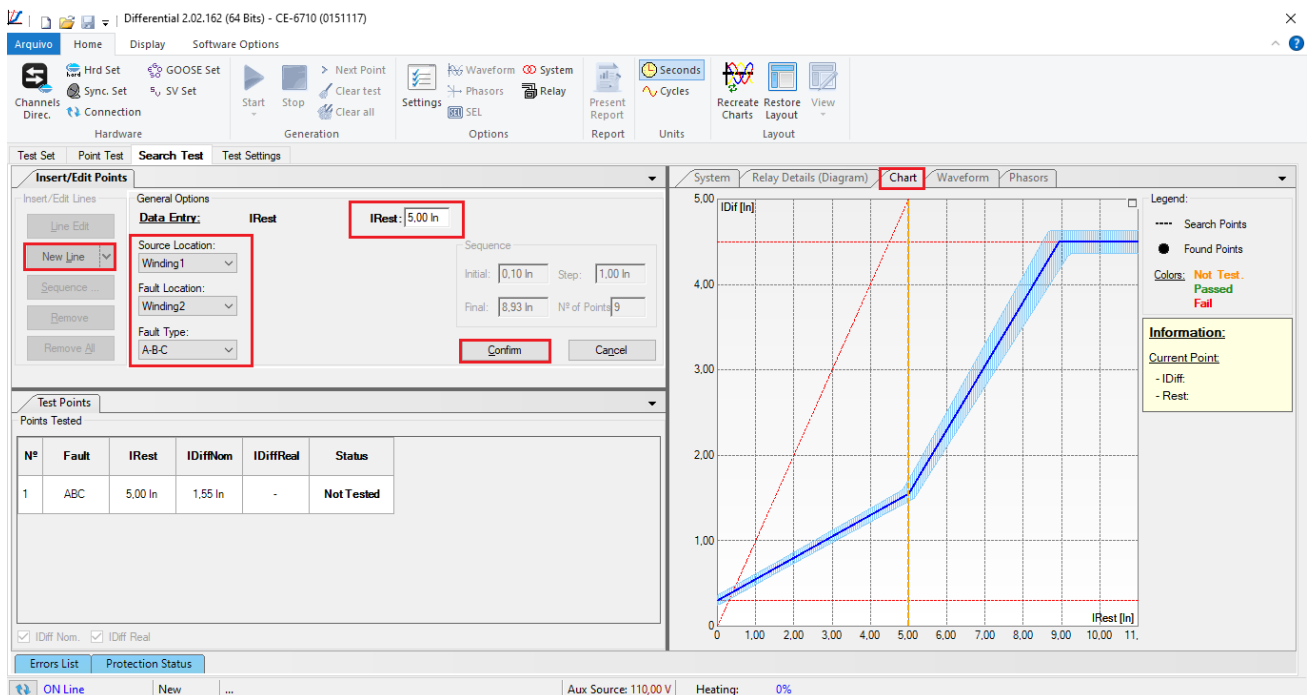 Differential 2.02.162 (64 Bits) - CE-6710 (0151117)
Arquivo Home Display Software Options
Channels Direc.
Hrd Set
Sync. Set
Connection
GOOSE Set
SV Set
Hardware
Start
Stop
Next Point
Clear test
Clear all
Generation
Settings
Waveform
Phasors
SEL
System
Relay
Options
Present Report
Report
Seconds
Cycles
Units
Recreate Charts
Restore Layout
View
Layout
Test Set Point Test Search Test Test Settings
Insert/Edit Points
Insert/Edit Lines
Line Edit
New Line
Sequence ...
Remove
Remove All
General Options
Data Entry: IRest
IRest: 5,00 In
Source Location:
Winding1
Fault Location:
Winding2
Fault Type:
A-B-C
Sequence
Initial: 0,10 In Step: 1,00 In
Final: 8,93 In Nº of Points 9
Confirm Cancel
Test Points
Points Tested
Nº Fault IRest IDiffNom IDiffReal Status
1 ABC 5,00 In 1,55 In - Not Tested
IDiff Nom. IDiff Real
System Relay Details (Diagram) Chart Waveform Phasors
IDif [In]
5,00
4,00
3,00
2,00
1,00
0
0 1,00 2,00 3,00 4,00 5,00 6,00 7,00 8,00 9,00 10,00 11,
IRest [In]
Legend:
Search Points
Found Points
Colors: Not Test.
Passed
Fail
Information:
Current Point:
- IDiff:
- Rest:
Errors List Protection Status
ON Line New ... Aux Source: 110,00 V Heating: 0%